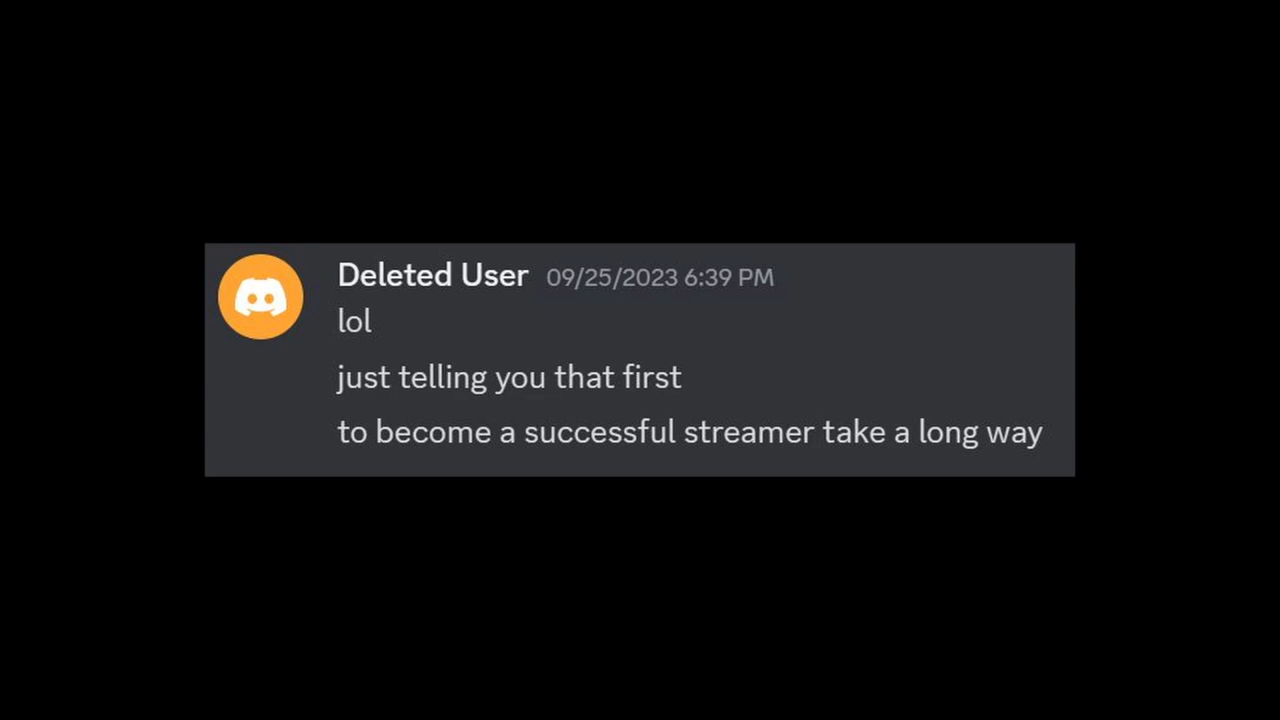 Deleted User 09/25/2023 6:39 PM
lol
just telling you that first
to become a successful streamer take a long way